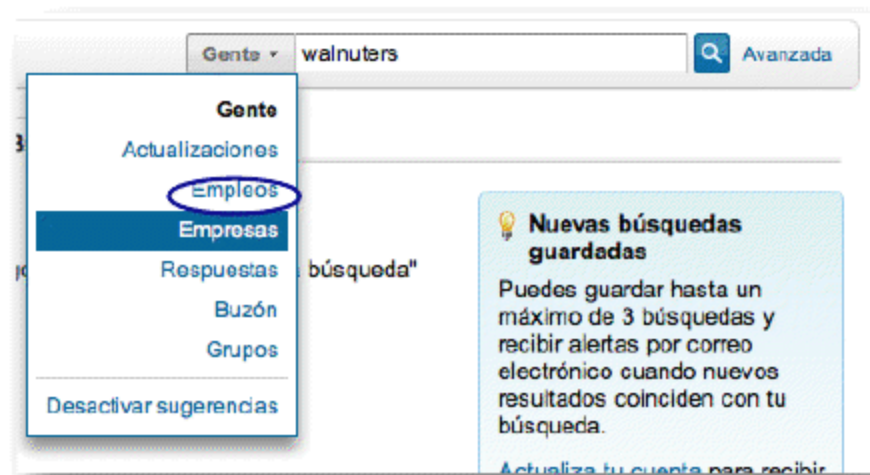 Gente walnuters Avanzada
Gente
Actualizaciones
Empleos
Empresas
Respuestas
búsqueda"
Buzón
Grupos
Desactivar sugerencias
Nuevas búsquedas
guardadas
Puedes guardar hasta un
máximo de 3 búsquedas y
recibir alertas por correo
electrónico cuando nuevos
resultados coinciden con tu
búsqueda.
Actualiza tu cuenta para recibir